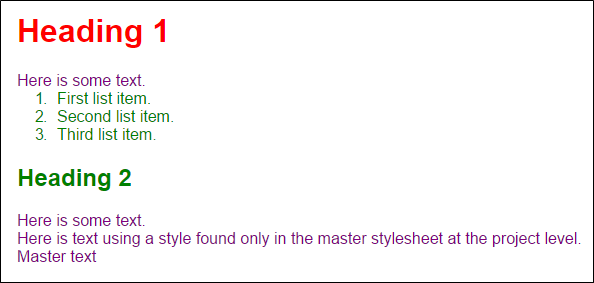 Heading 1
Here is some text.
1. First list item.
2. Second list item.
3. Third list item.
Heading 2
Here is some text.
Here is text using a style found only in the master stylesheet at the project level.
Master text